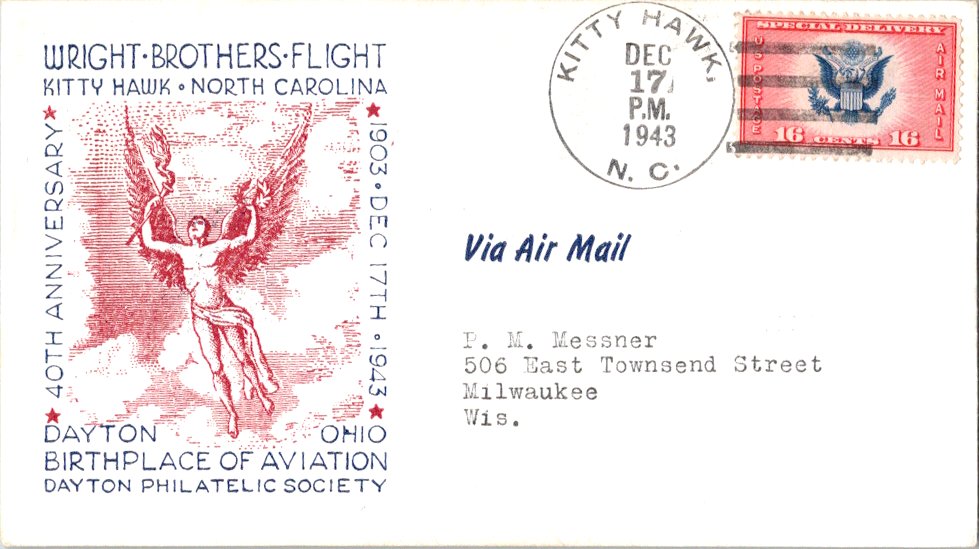 WRIGHT·BROTHERS·FLIGHT
KITTY HAWK · NORTH CAROLINA
40TH ANNIVERSARY
1903 · DEC 17TH · 1943
DAYTON OHIO
BIRTHPLACE OF AVIATION
DAYTON PHILATELIC SOCIETY
KITTY HAWK,
DEC
17
P.M.
1943
N. C.
SPECIAL DELIVERY
U S POSTAGE
AIR MAIL
16 CENTS 16
Via Air Mail
P. M. Messner
506 East Townsend Street
Milwaukee
Wis.